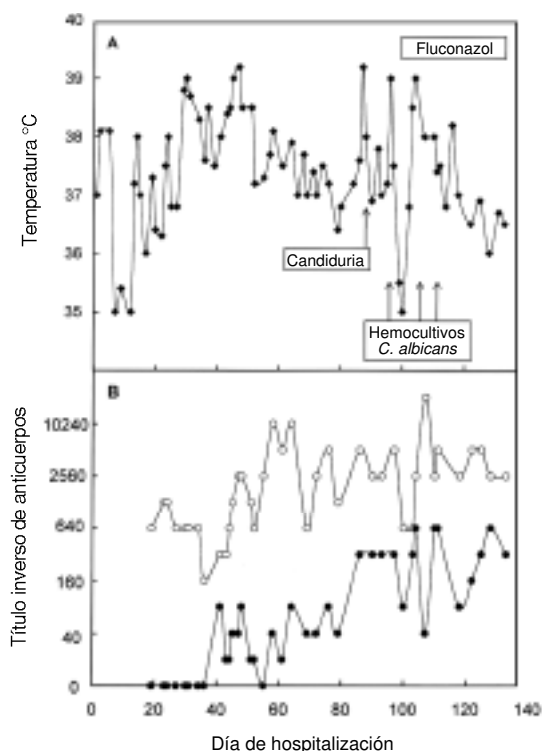 A
Fluconazol
40
39
38
37
36
35
Temperatura °C
Candiduria
Hemocultivos
C. albicans
B
10240
2560
640
160
40
0
Título inverso de anticuerpos
0 20 40 60 80 100 120 140
Día de hospitalización